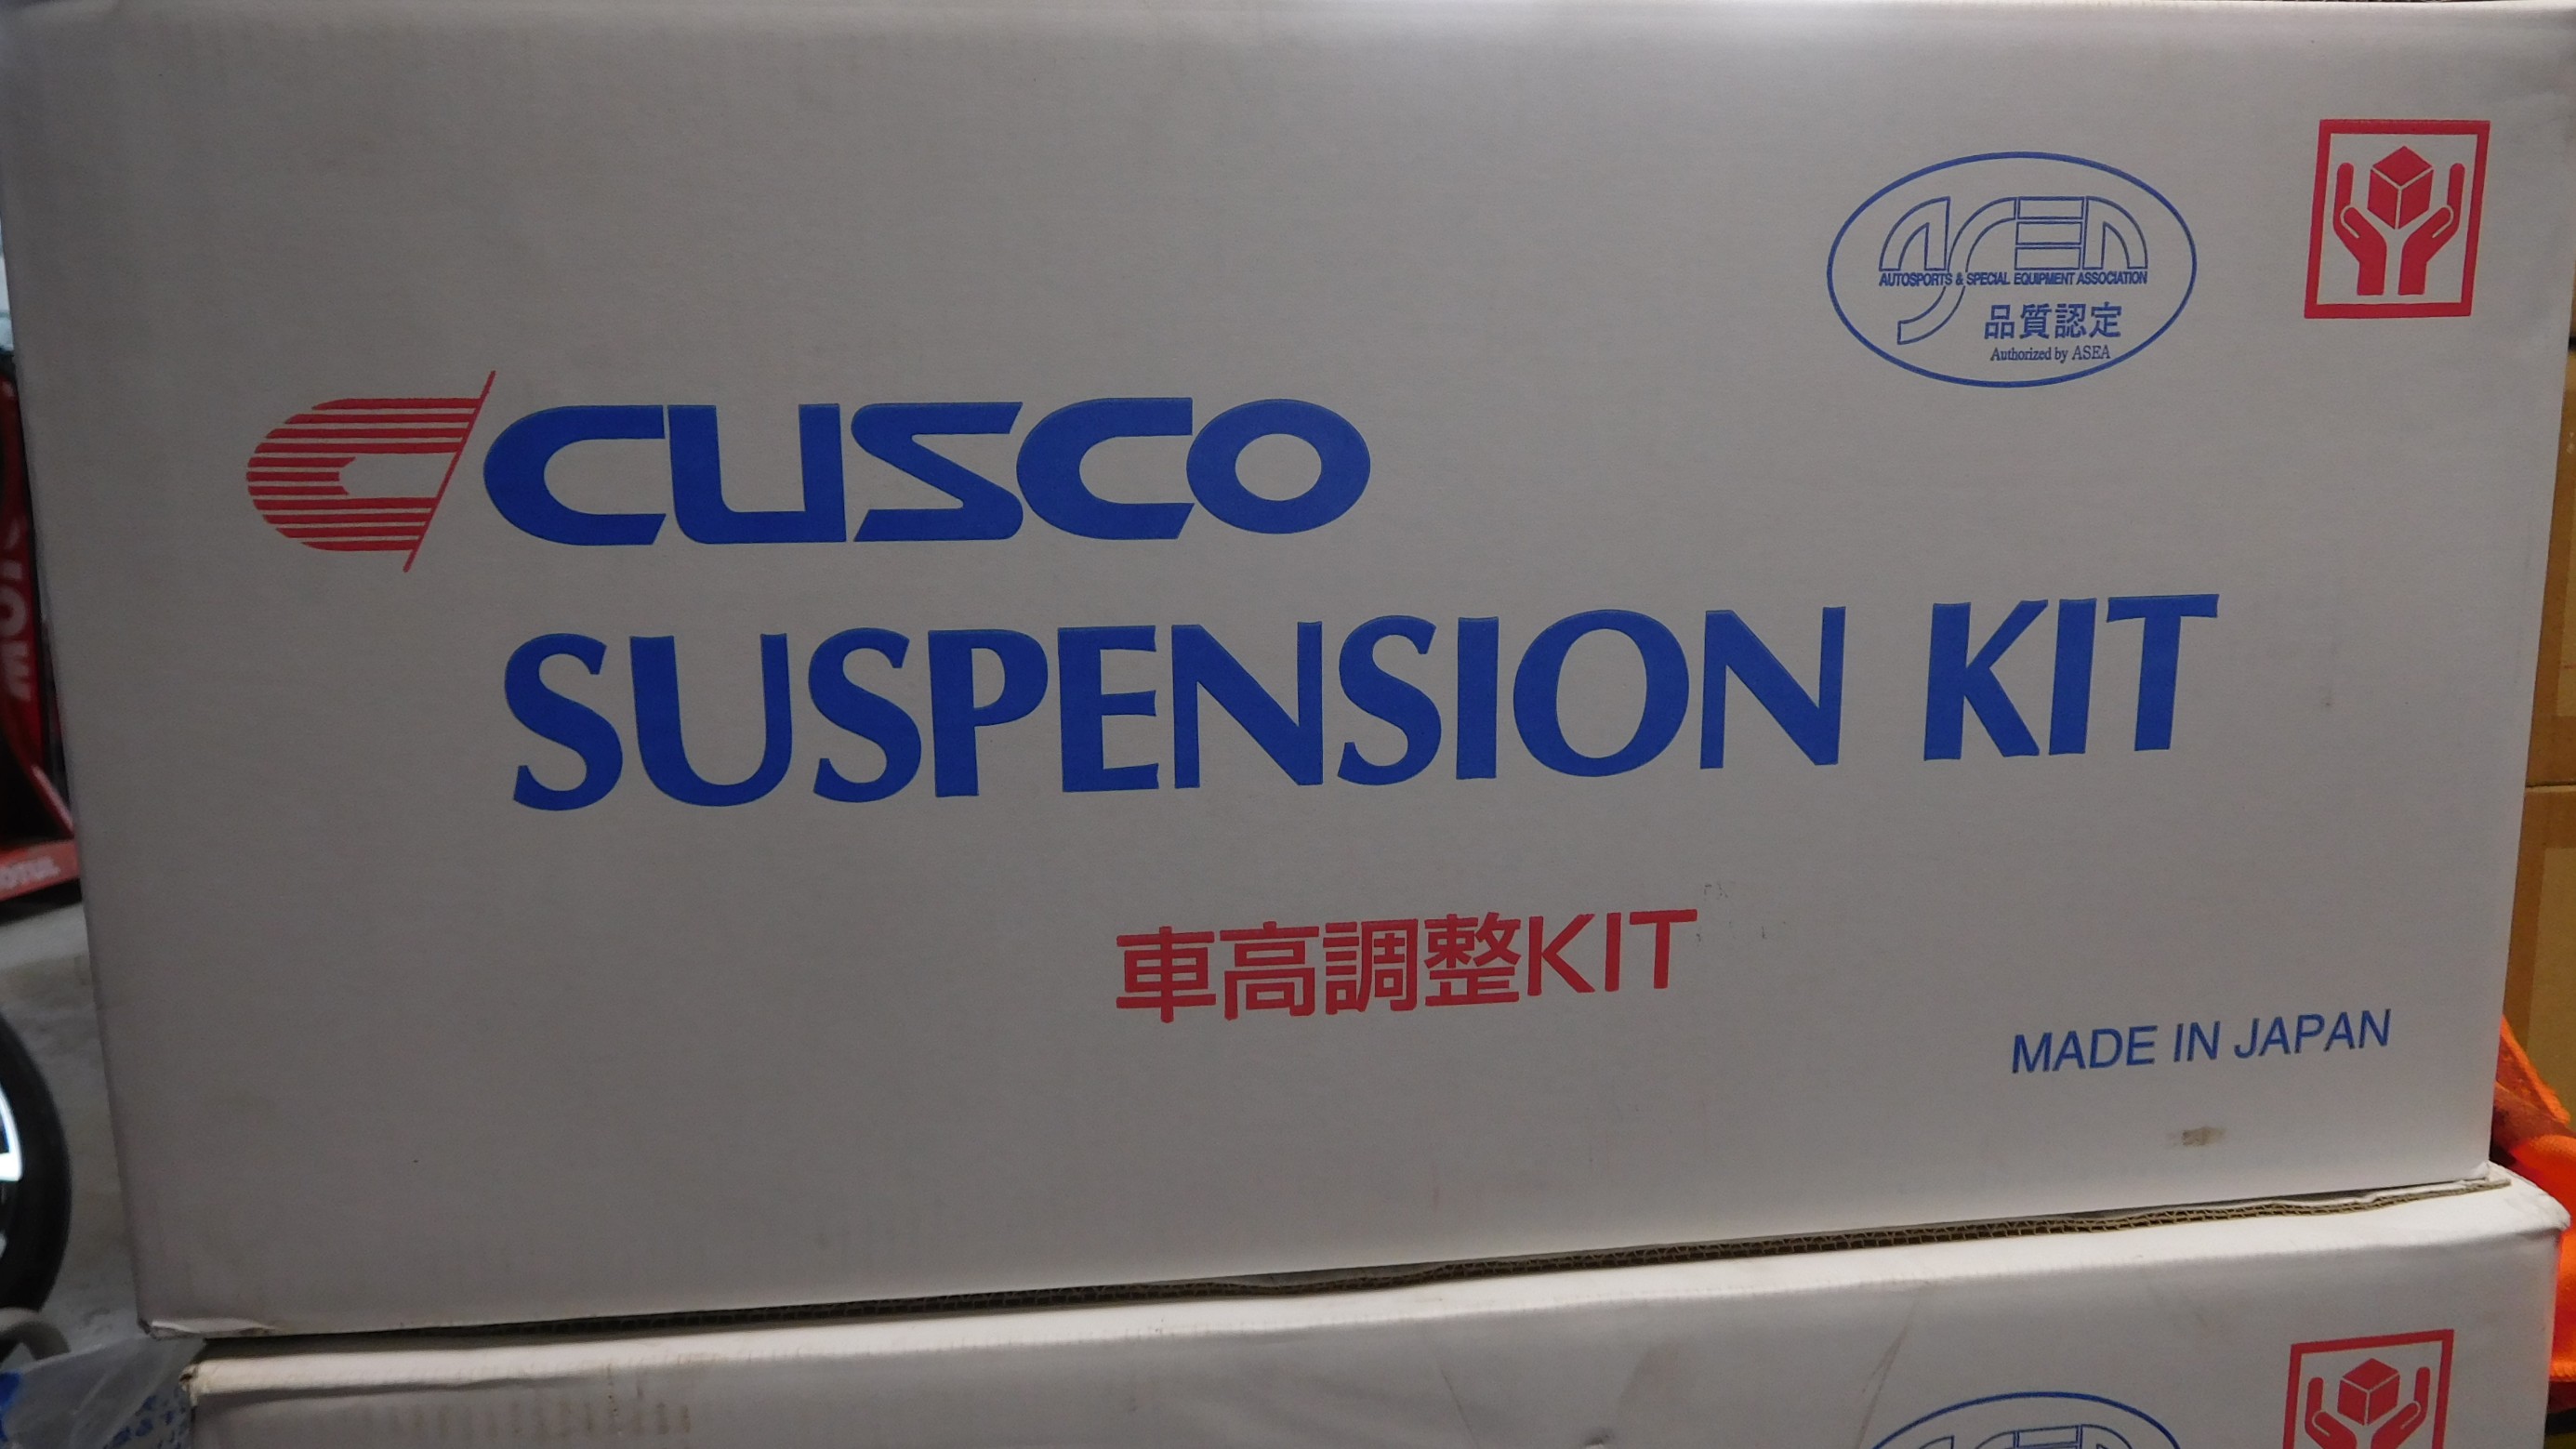 ASEA
AUTOSPORTS & SPECIAL EQUIPMENT ASSOCIATION
品質認定
Authorized by ASEA
CUSCO
SUSPENSION KIT
車高調整KIT
MADE IN JAPAN